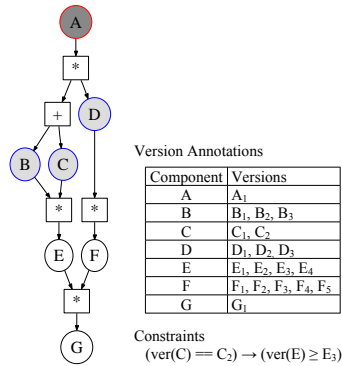 A
*
+
D
B
C
*
*
E
F
*
G
Version Annotations
Component Versions
A A₁
B B₁, B₂, B₃
C C₁, C₂
D D₁, D₂, D₃
E E₁, E₂, E₃, E₄
F F₁, F₂, F₃, F₄, F₅
G G₁
Constraints
(ver(C) == C₂) → (ver(E) ≥ E₃)